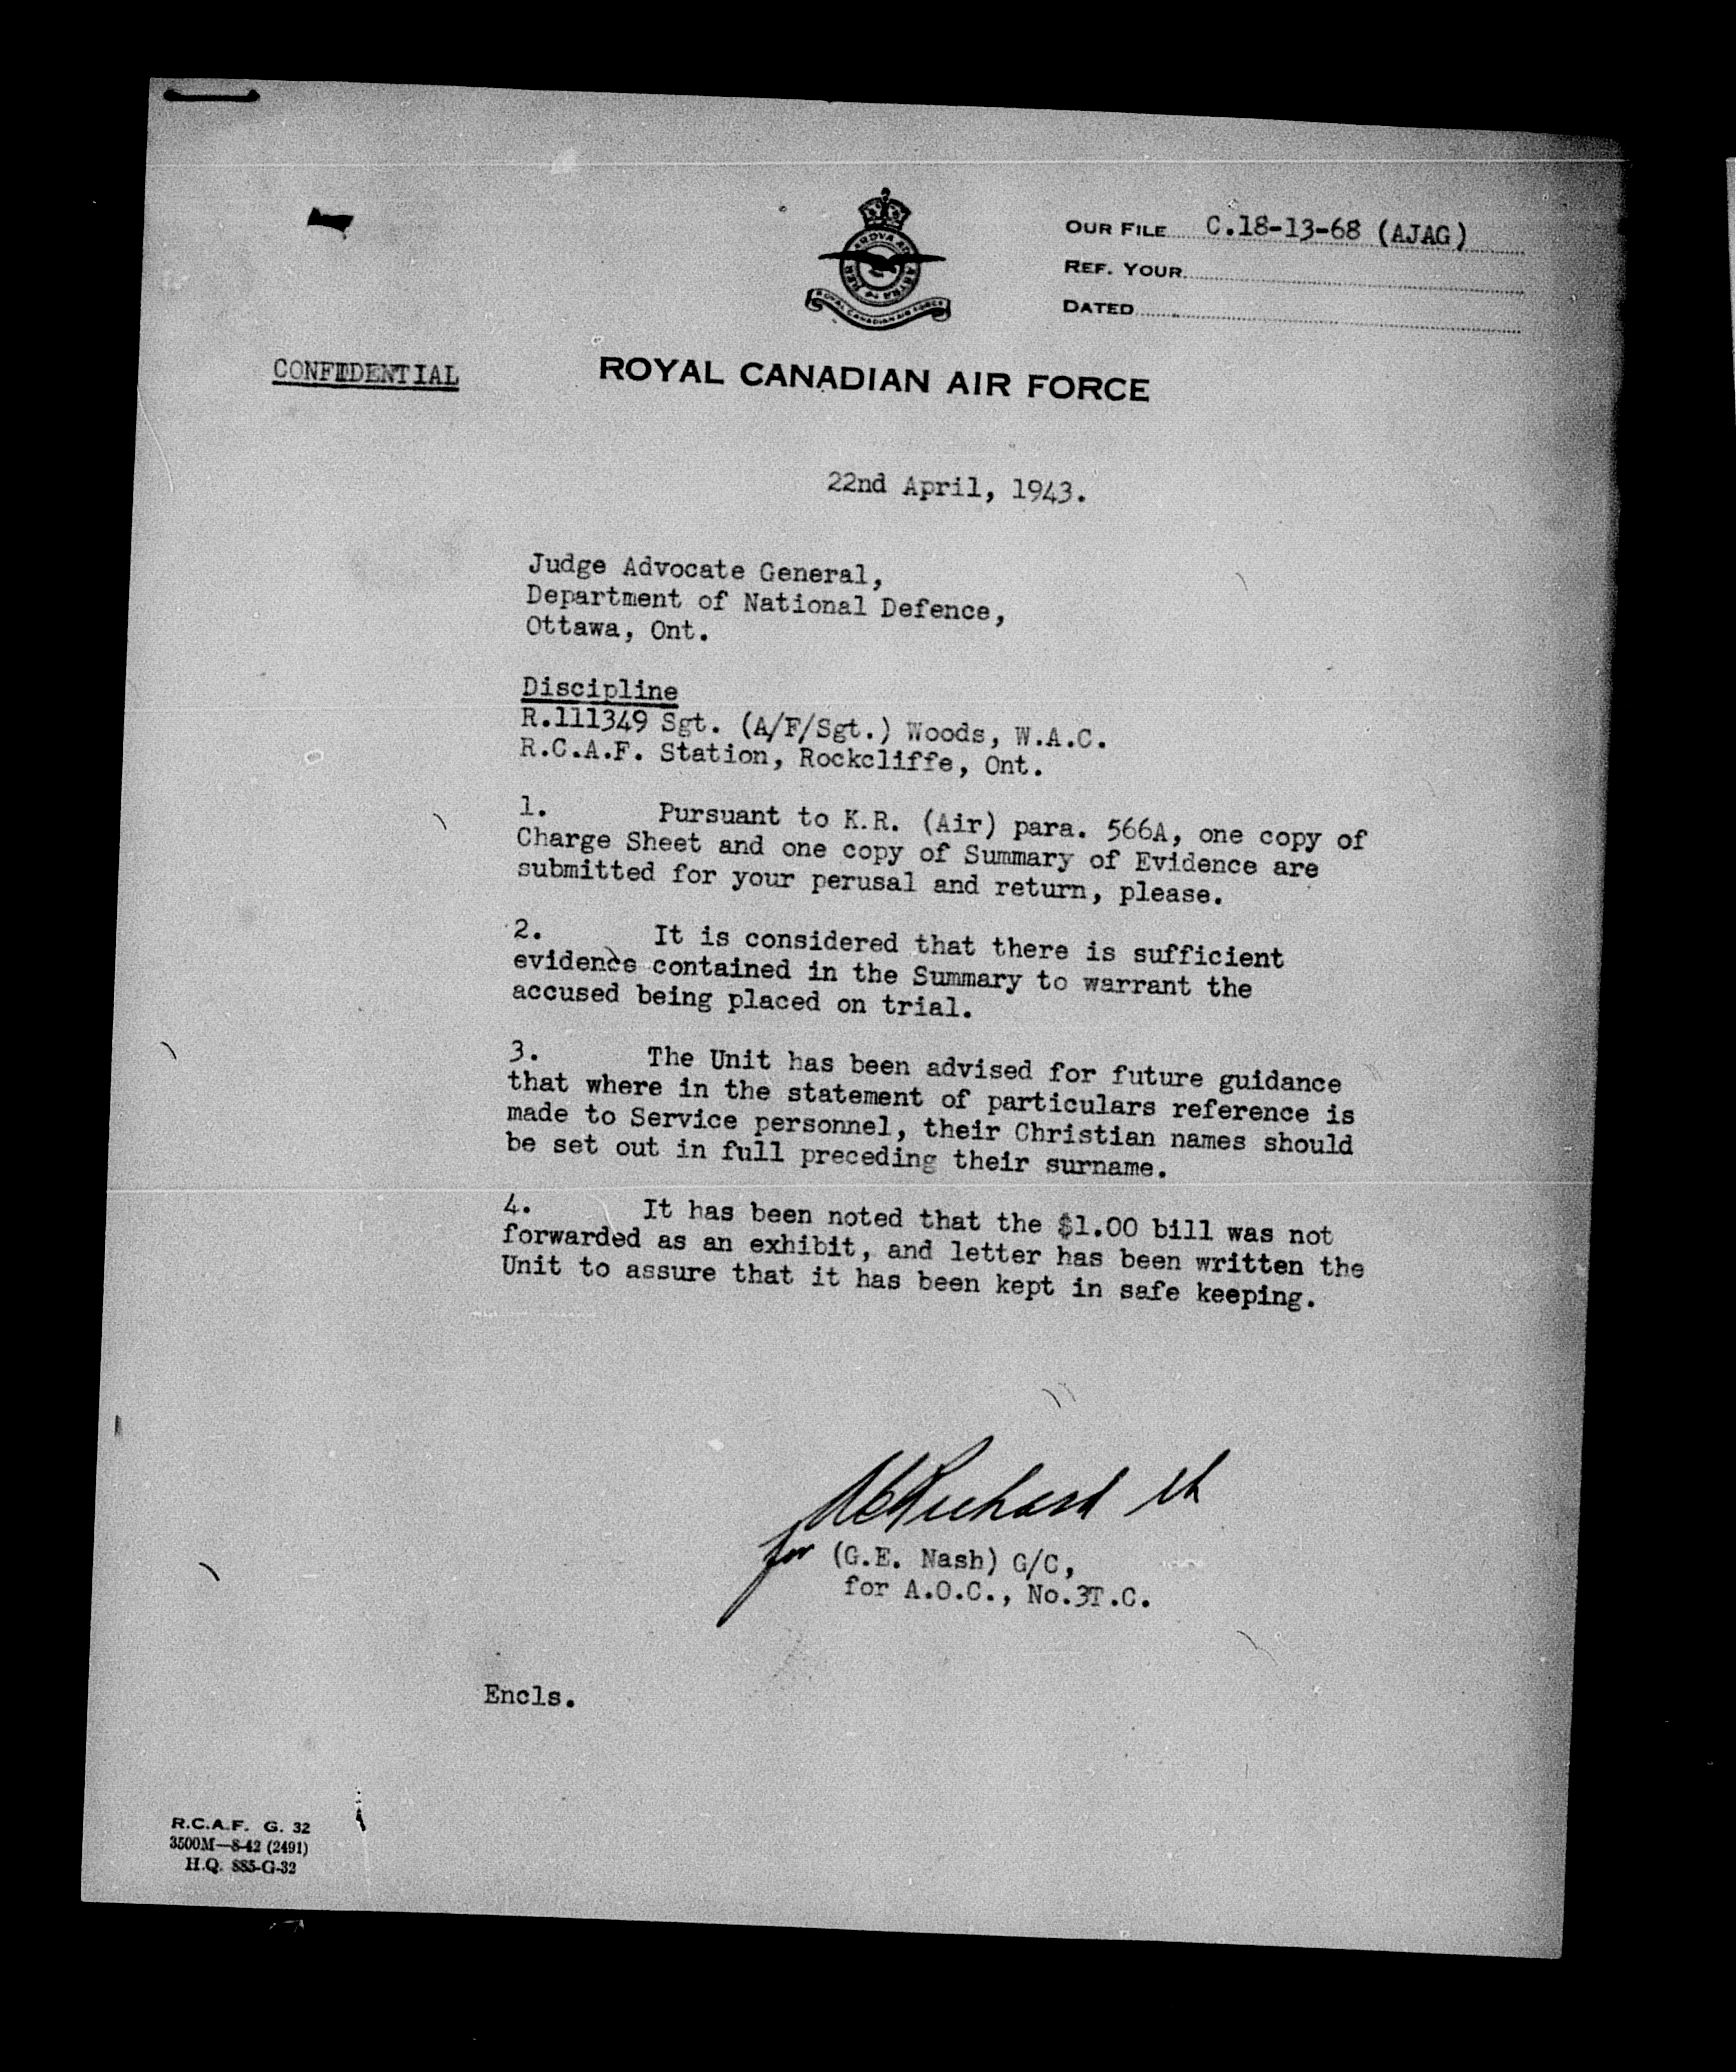 OUR FILE C.18-13-68 (AJAG)
REF. YOUR
DATED
ROYAL CANADIAN AIR FORCE
CONFIDENTIAL
ROYAL CANADIAN AIR FORCE
22nd April, 1943.
Judge Advocate General,
Department of National Defence,
Ottawa, Ont.
Discipline
R.111349 Sgt. (A/F/Sgt.) Woods, W.A.C.
R.C.A.F. Station, Rockcliffe, Ont.
1. Pursuant to K.R. (Air) para. 566A, one copy of
Charge Sheet and one copy of Summary of Evidence are
submitted for your perusal and return, please.
2. It is considered that there is sufficient
evidence contained in the Summary to warrant the
accused being placed on trial.
3. The Unit has been advised for future guidance
that where in the statement of particulars reference is
made to Service personnel, their Christian names should
be set out in full preceding their surname.
4. It has been noted that the $1.00 bill was not
forwarded as an exhibit, and letter has been written the
Unit to assure that it has been kept in safe keeping.
for (G.E. Nash) G/C,
for A.O.C., No.3T.C.
Encls.
R.C.A.F. G. 32
3500M—8-42 (2491)
H.Q. 885-G-32